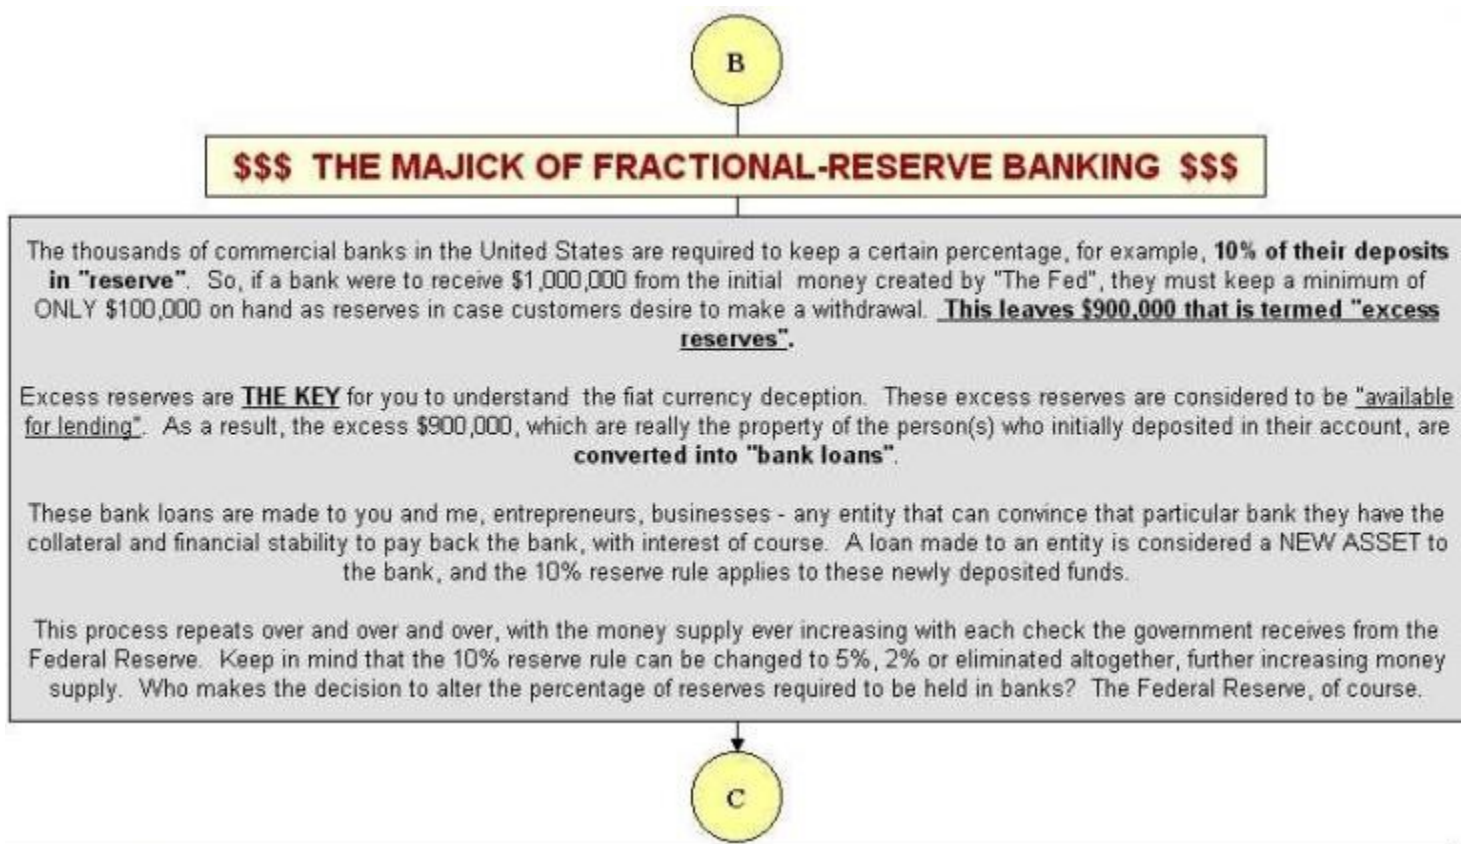 B
$$$ THE MAJICK OF FRACTIONAL-RESERVE BANKING $$$
The thousands of commercial banks in the United States are required to keep a certain percentage, for example, 10% of their deposits
in "reserve". So, if a bank were to receive $1,000,000 from the initial money created by "The Fed", they must keep a minimum of
ONLY $100,000 on hand as reserves in case customers desire to make a withdrawal. This leaves $900,000 that is termed "excess
reserves".
Excess reserves are THE KEY for you to understand the fiat currency deception. These excess reserves are considered to be "available
for lending". As a result, the excess $900,000, which are really the property of the person(s) who initially deposited in their account, are
converted into "bank loans".
These bank loans are made to you and me, entrepreneurs, businesses - any entity that can convince that particular bank they have the
collateral and financial stability to pay back the bank, with interest of course. A loan made to an entity is considered a NEW ASSET to
the bank, and the 10% reserve rule applies to these newly deposited funds.
This process repeats over and over and over, with the money supply ever increasing with each check the government receives from the
Federal Reserve. Keep in mind that the 10% reserve rule can be changed to 5%, 2% or eliminated altogether, further increasing money
supply. Who makes the decision to alter the percentage of reserves required to be held in banks? The Federal Reserve, of course.
C